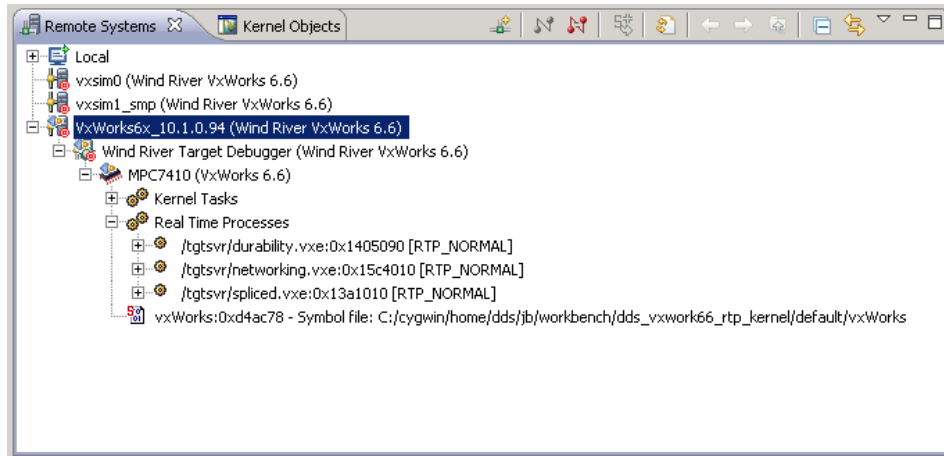 Remote Systems Kernel Objects
Local
vxsim0 (Wind River VxWorks 6.6)
vxsim1_smp (Wind River VxWorks 6.6)
VxWorks6x_10.1.0.94 (Wind River VxWorks 6.6)
Wind River Target Debugger (Wind River VxWorks 6.6)
MPC7410 (VxWorks 6.6)
Kernel Tasks
Real Time Processes
/tgtsvr/durability.vxe:0x1405090 [RTP_NORMAL]
/tgtsvr/networking.vxe:0x15c4010 [RTP_NORMAL]
/tgtsvr/spliced.vxe:0x13a1010 [RTP_NORMAL]
vxWorks:0xd4ac78 - Symbol file: C:/cygwin/home/dds/jb/workbench/dds_vxwork66_rtp_kernel/default/vxWorks